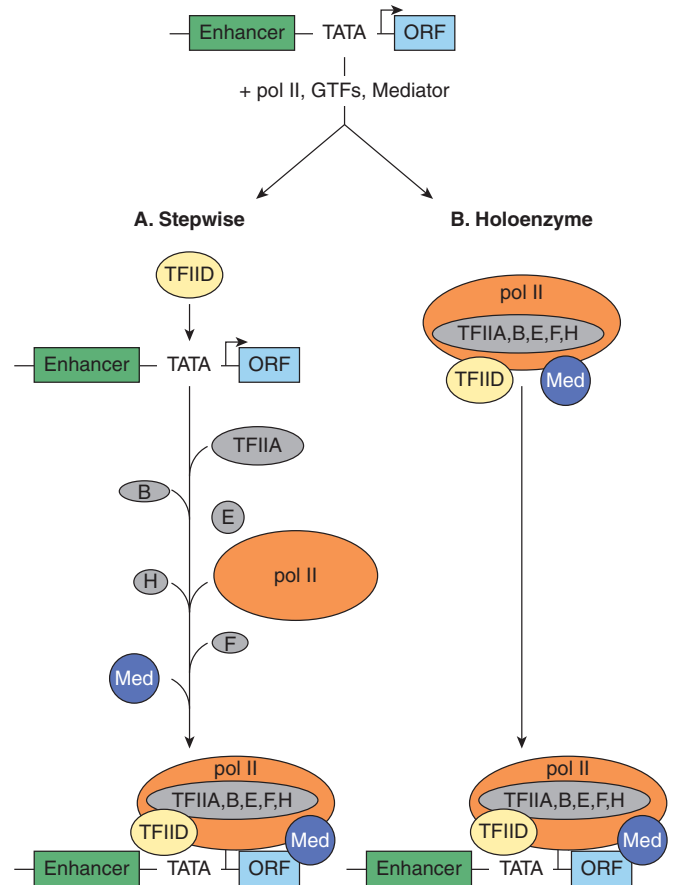 Enhancer TATA ORF
+ pol II, GTFs, Mediator
A. Stepwise
B. Holoenzyme
TFIID
Enhancer TATA ORF
TFIIA
B
E
pol II
H
F
Med
pol II
TFIIA,B,E,F,H
TFIID
Med
Enhancer TATA ORF
pol II
TFIIA,B,E,F,H
TFIID Med
pol II
TFIIA,B,E,F,H
TFIID
Med
Enhancer TATA ORF